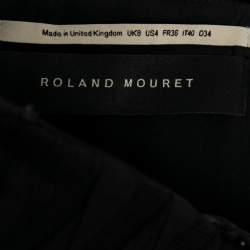 Made in United Kingdom UK8 US4 FR36 IT40 D34
ROLAND MOURET